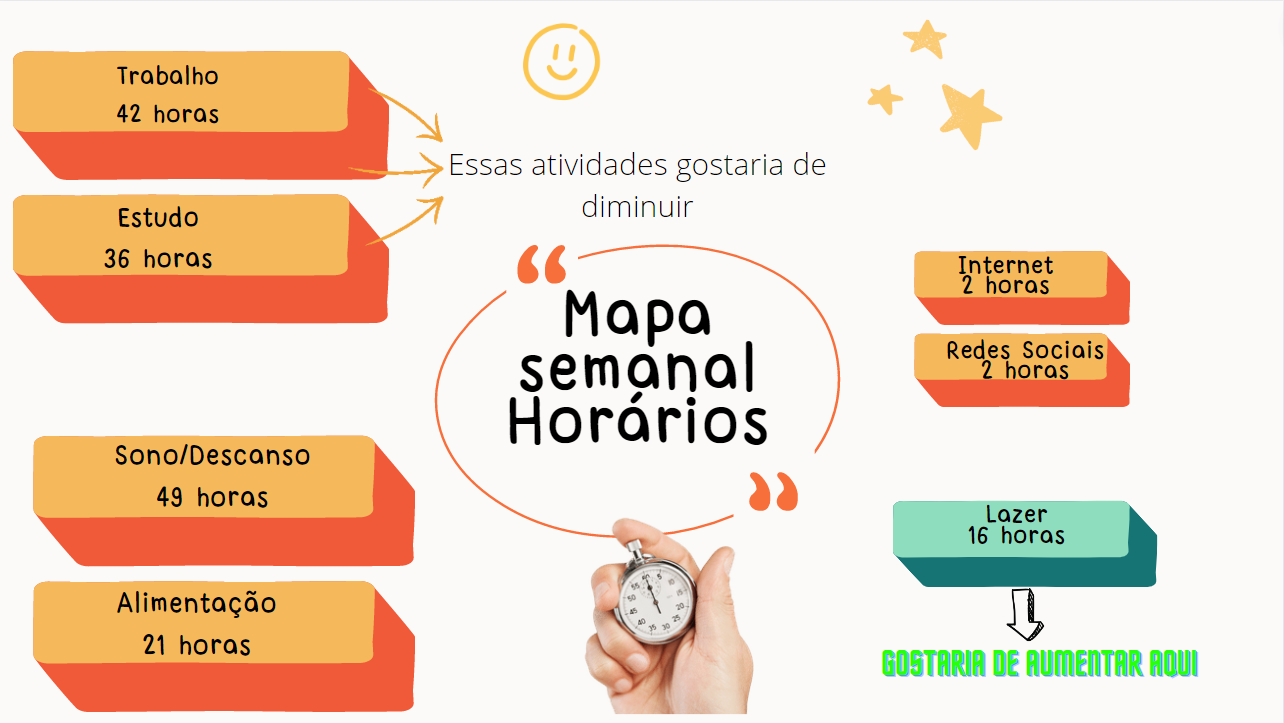 Trabalho
42 horas
Essas atividades gostaria de
diminuir
Estudo
36 horas
Internet
2 horas
Redes Sociais
2 horas
“
Mapa
semanal
Horários
”
Sono/Descanso
49 horas
Lazer
16 horas
GOSTARIA DE AUMENTAR AQUI
Alimentação
21 horas